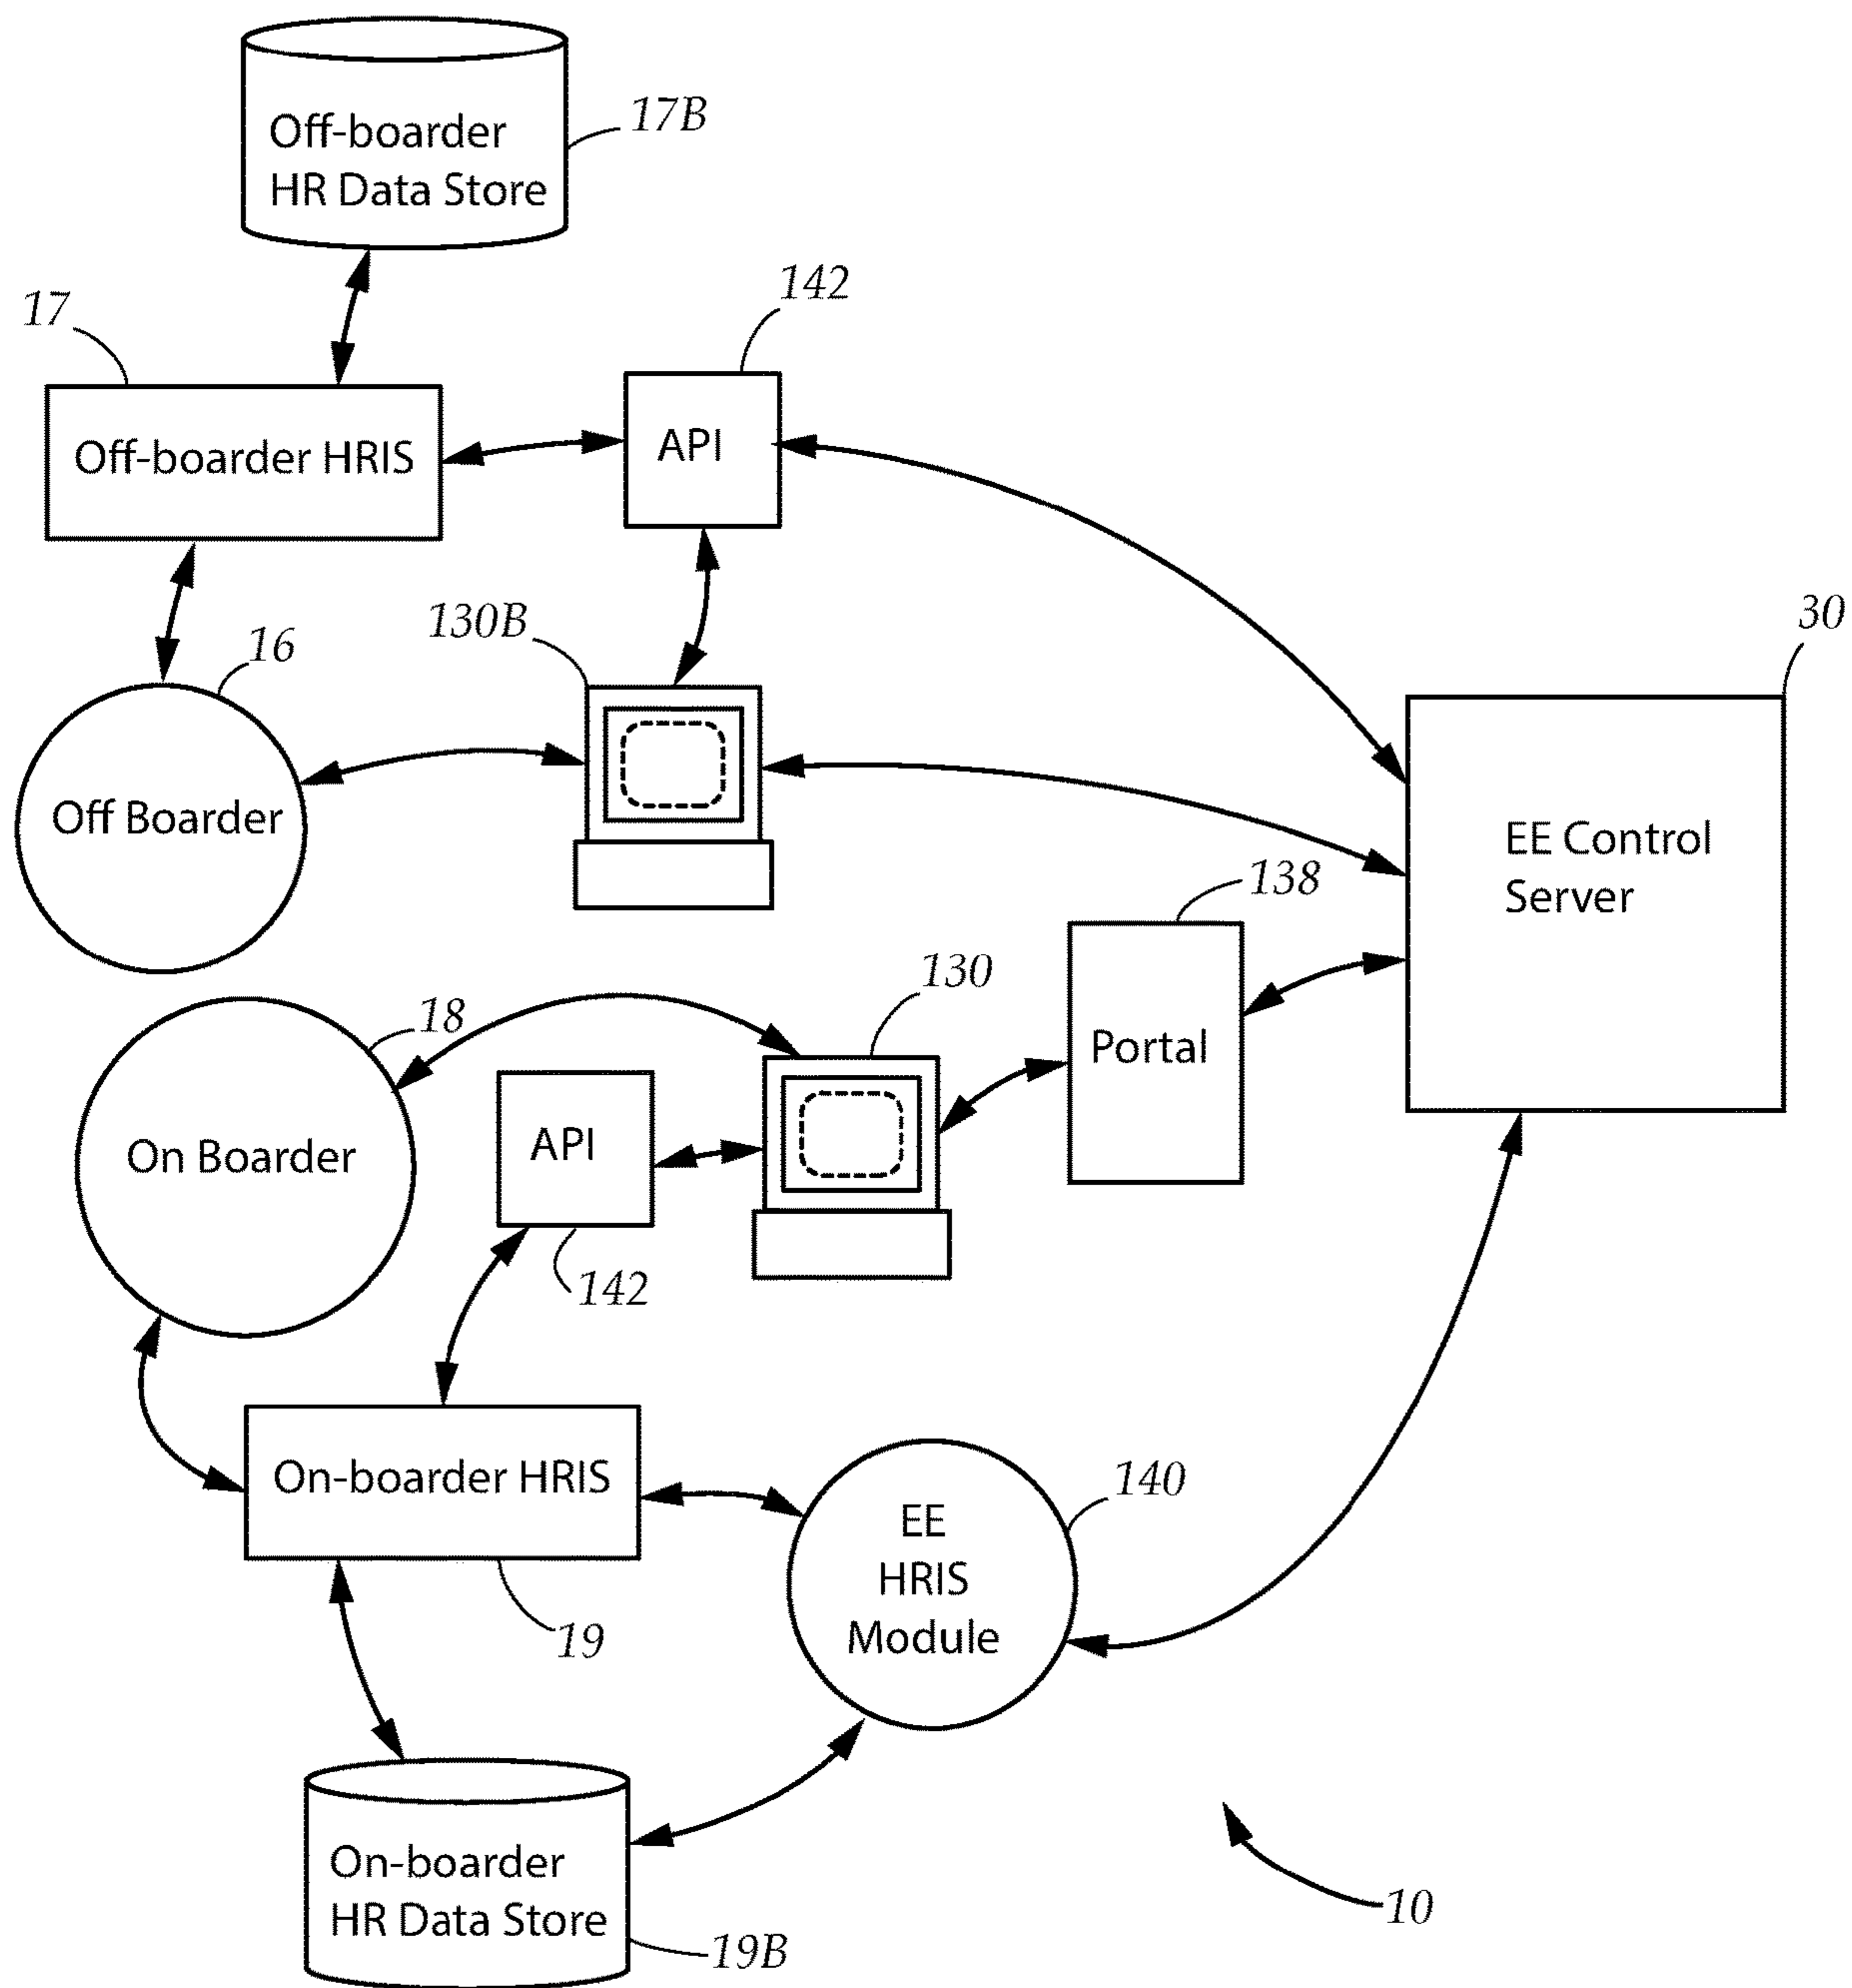 Off-boarder
HR Data Store
17B
142
17
Off-boarder HRIS
API
130B
16
30
Off Boarder
EE Control
Server
138
130
18
Portal
On Boarder
API
142
On-boarder HRIS
140
EE
HRIS
Module
19
On-boarder
HR Data Store
10
19B